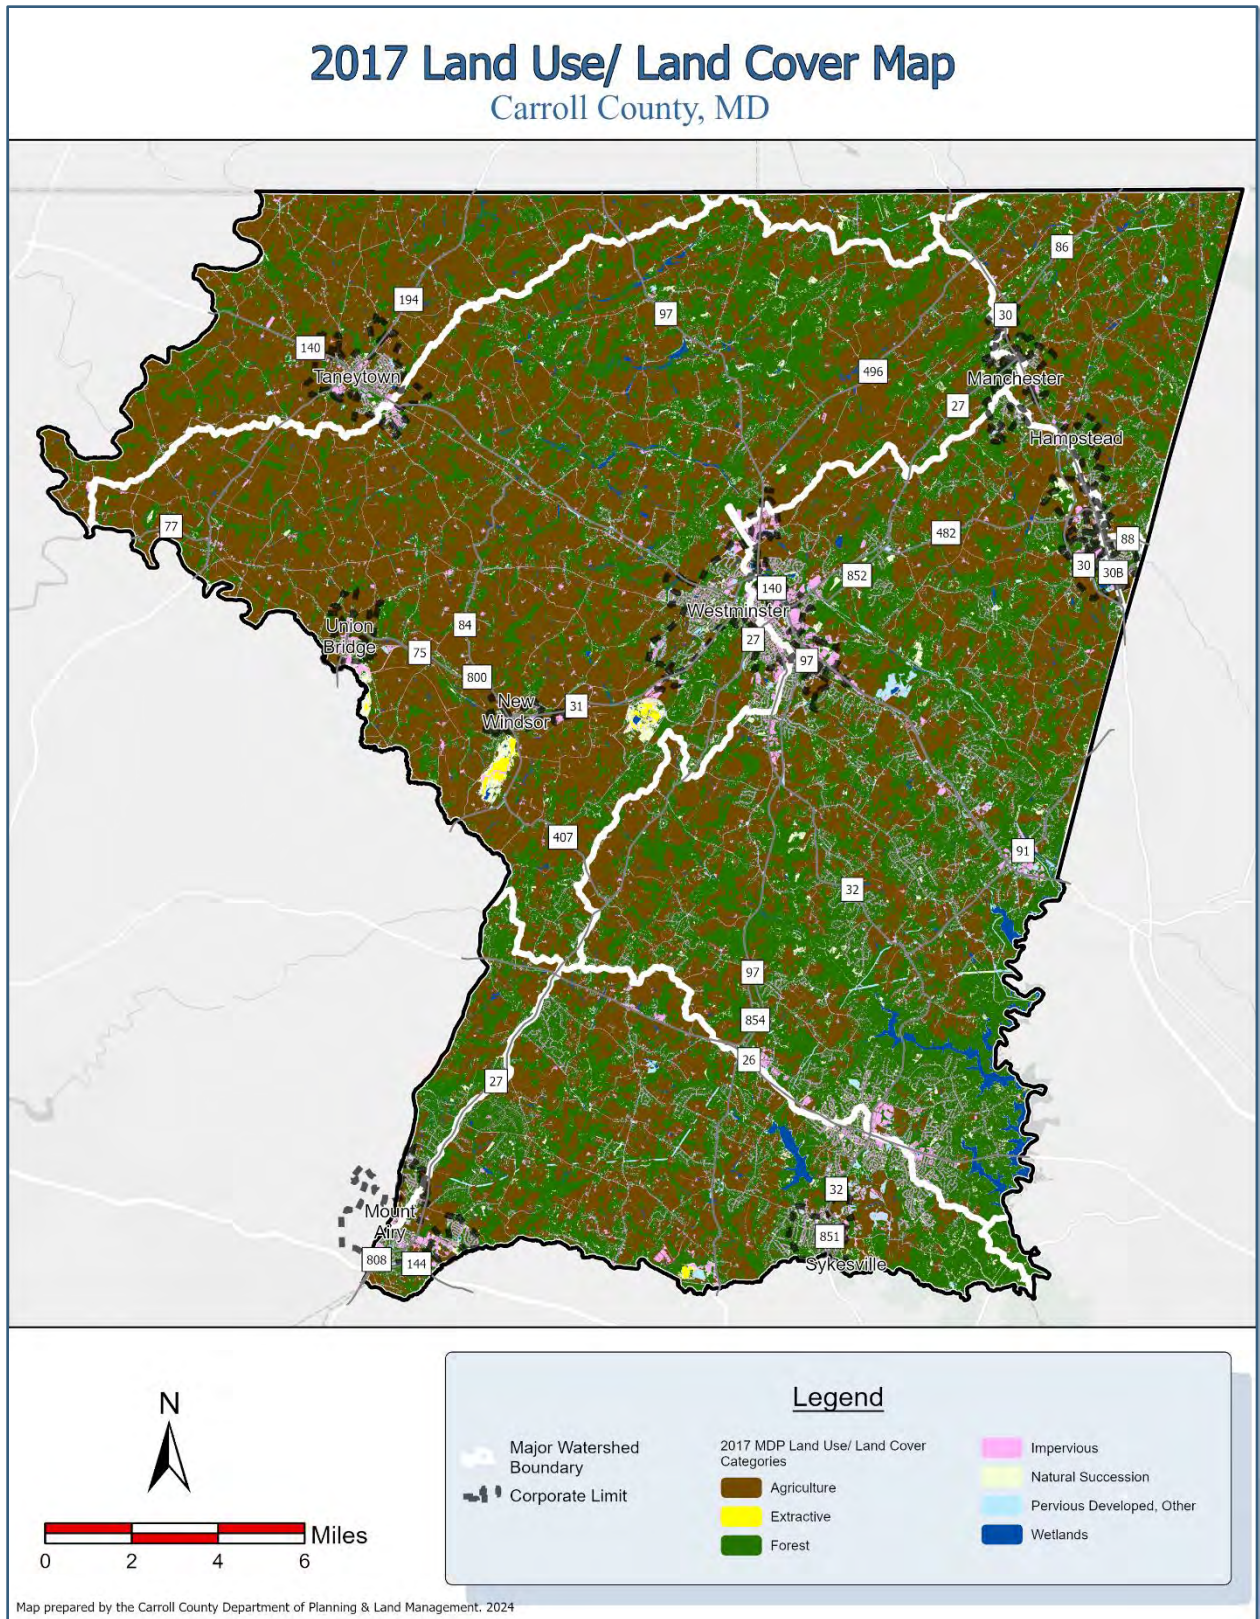 2017 Land Use/ Land Cover Map
Carroll County, MD
86
194
97
30
140
Taneytown
496
Manchester
27
Hampstead
77
482
88
30
30B
852
140
Westminster
Union
Bridge
84
27
75
97
800
New
Windsor
31
407
91
32
97
854
26
27
32
Mount
Airy
851
808
144
Sykesville
N
Miles
0
2
4
6
Legend
Major Watershed
Boundary
Corporate Limit
2017 MDP Land Use/ Land Cover
Categories
Agriculture
Extractive
Forest
Impervious
Natural Succession
Pervious Developed, Other
Wetlands
Map prepared by the Carroll County Department of Planning & Land Management. 2024